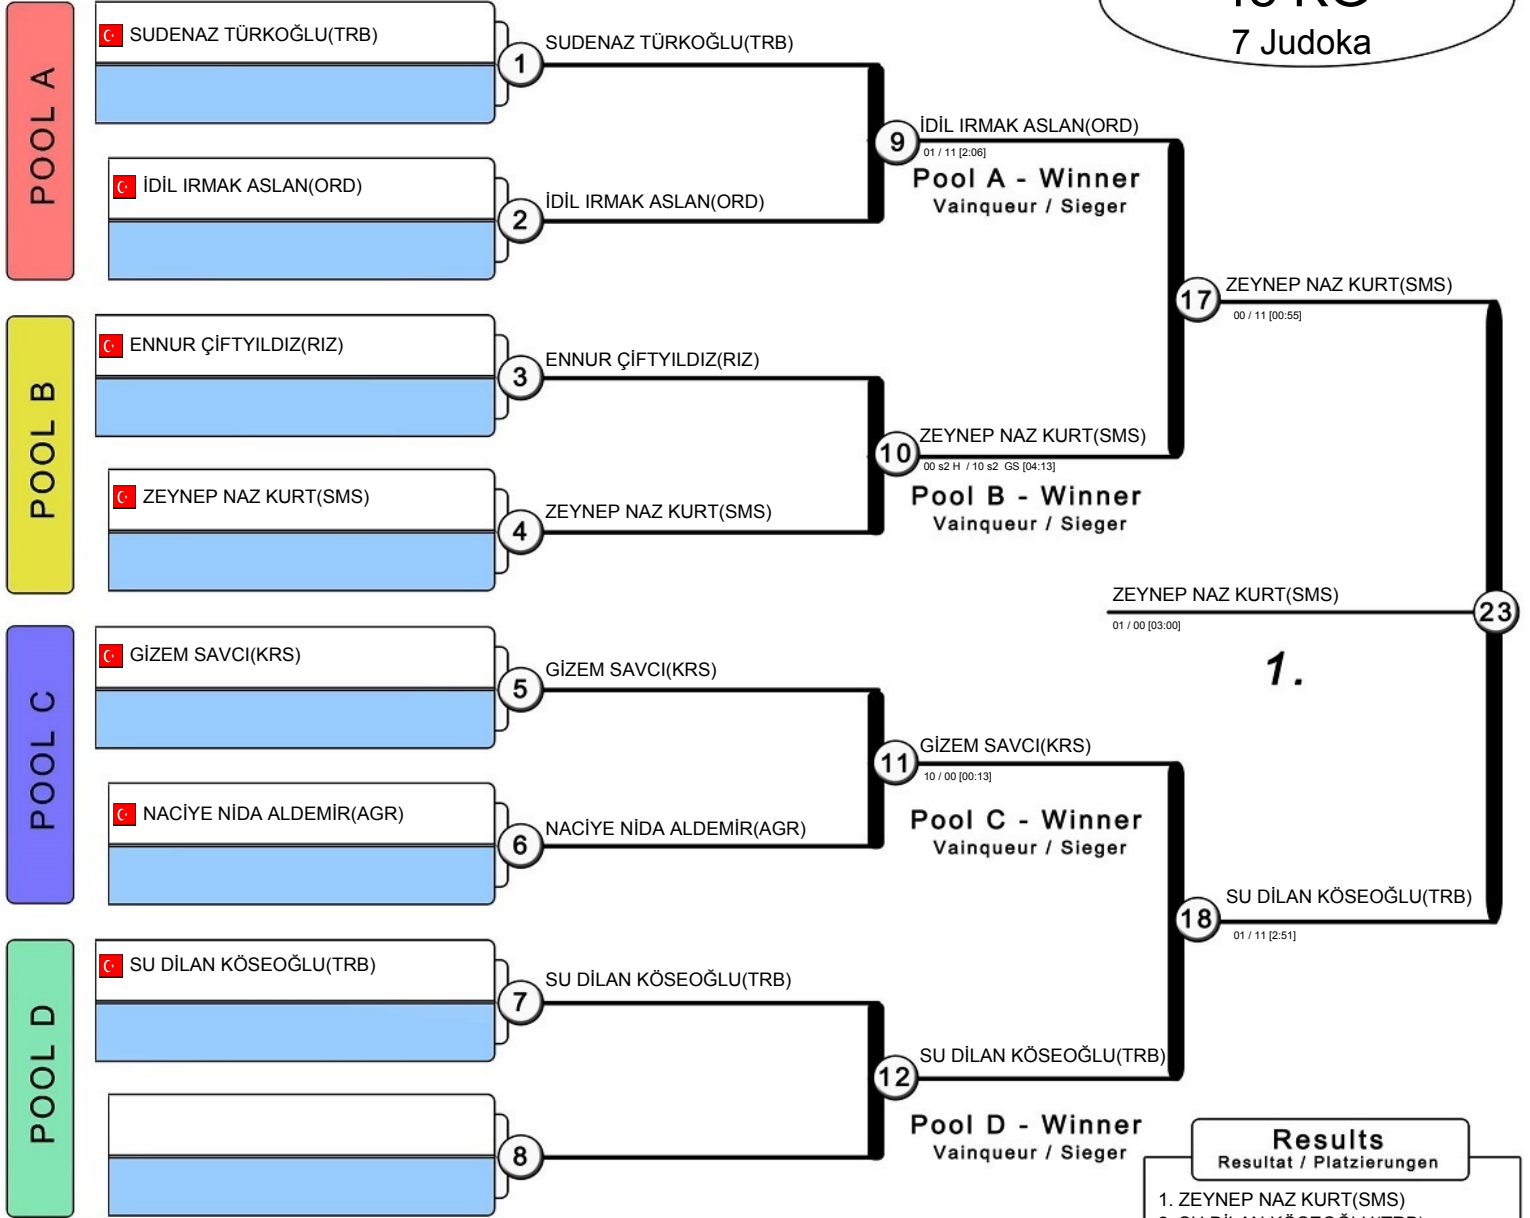 7 Judoka
POOL A
SUDENAZ TÜRKOĞLU(TRB)
1
SUDENAZ TÜRKOĞLU(TRB)
İDİL IRMAK ASLAN(ORD)
2
İDİL IRMAK ASLAN(ORD)
9
İDİL IRMAK ASLAN(ORD)
01 / 11 [2:06]
Pool A - Winner
Vainqueur / Sieger
POOL B
ENNUR ÇİFTYILDIZ(RIZ)
3
ENNUR ÇİFTYILDIZ(RIZ)
ZEYNEP NAZ KURT(SMS)
4
ZEYNEP NAZ KURT(SMS)
10
ZEYNEP NAZ KURT(SMS)
00 s2 H / 10 s2 GS [04:13]
Pool B - Winner
Vainqueur / Sieger
17
ZEYNEP NAZ KURT(SMS)
00 / 11 [00:55]
ZEYNEP NAZ KURT(SMS)
23
01 / 00 [03:00]
1.
POOL C
GİZEM SAVCI(KRS)
5
GİZEM SAVCI(KRS)
NACİYE NİDA ALDEMİR(AGR)
6
NACİYE NİDA ALDEMİR(AGR)
11
GİZEM SAVCI(KRS)
10 / 00 [00:13]
Pool C - Winner
Vainqueur / Sieger
18
SU DİLAN KÖSEOĞLU(TRB)
01 / 11 [2:51]
POOL D
SU DİLAN KÖSEOĞLU(TRB)
7
SU DİLAN KÖSEOĞLU(TRB)
8
12
SU DİLAN KÖSEOĞLU(TRB)
Pool D - Winner
Vainqueur / Sieger
Results
Resultat / Platzierungen
1. ZEYNEP NAZ KURT(SMS)
2. SU DİLAN KÖSEOĞLU(TRB)